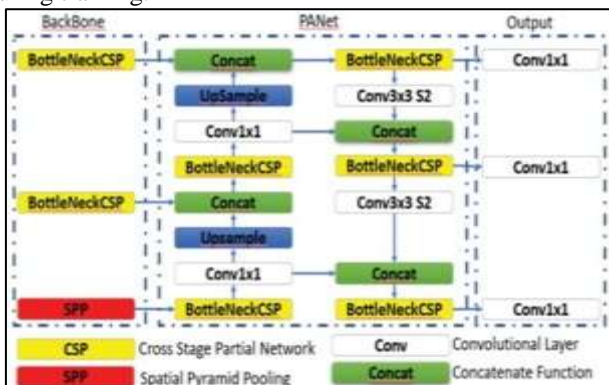 BackBone PANet Output
BottleNeckCSP Concat BottleNeckCSP Conv1x1
UpSample Conv3x3 S2
Conv1x1 Concat
BottleNeckCSP BottleNeckCSP Conv1x1
BottleNeckCSP Concat Conv3x3 S2
Upsample
Conv1x1 Concat
SPP BottleNeckCSP BottleNeckCSP Conv1x1
CSP Cross Stage Partial Network Conv Convolutional Layer
SPP Spatial Pyramid Pooling Concat Concatenate Function